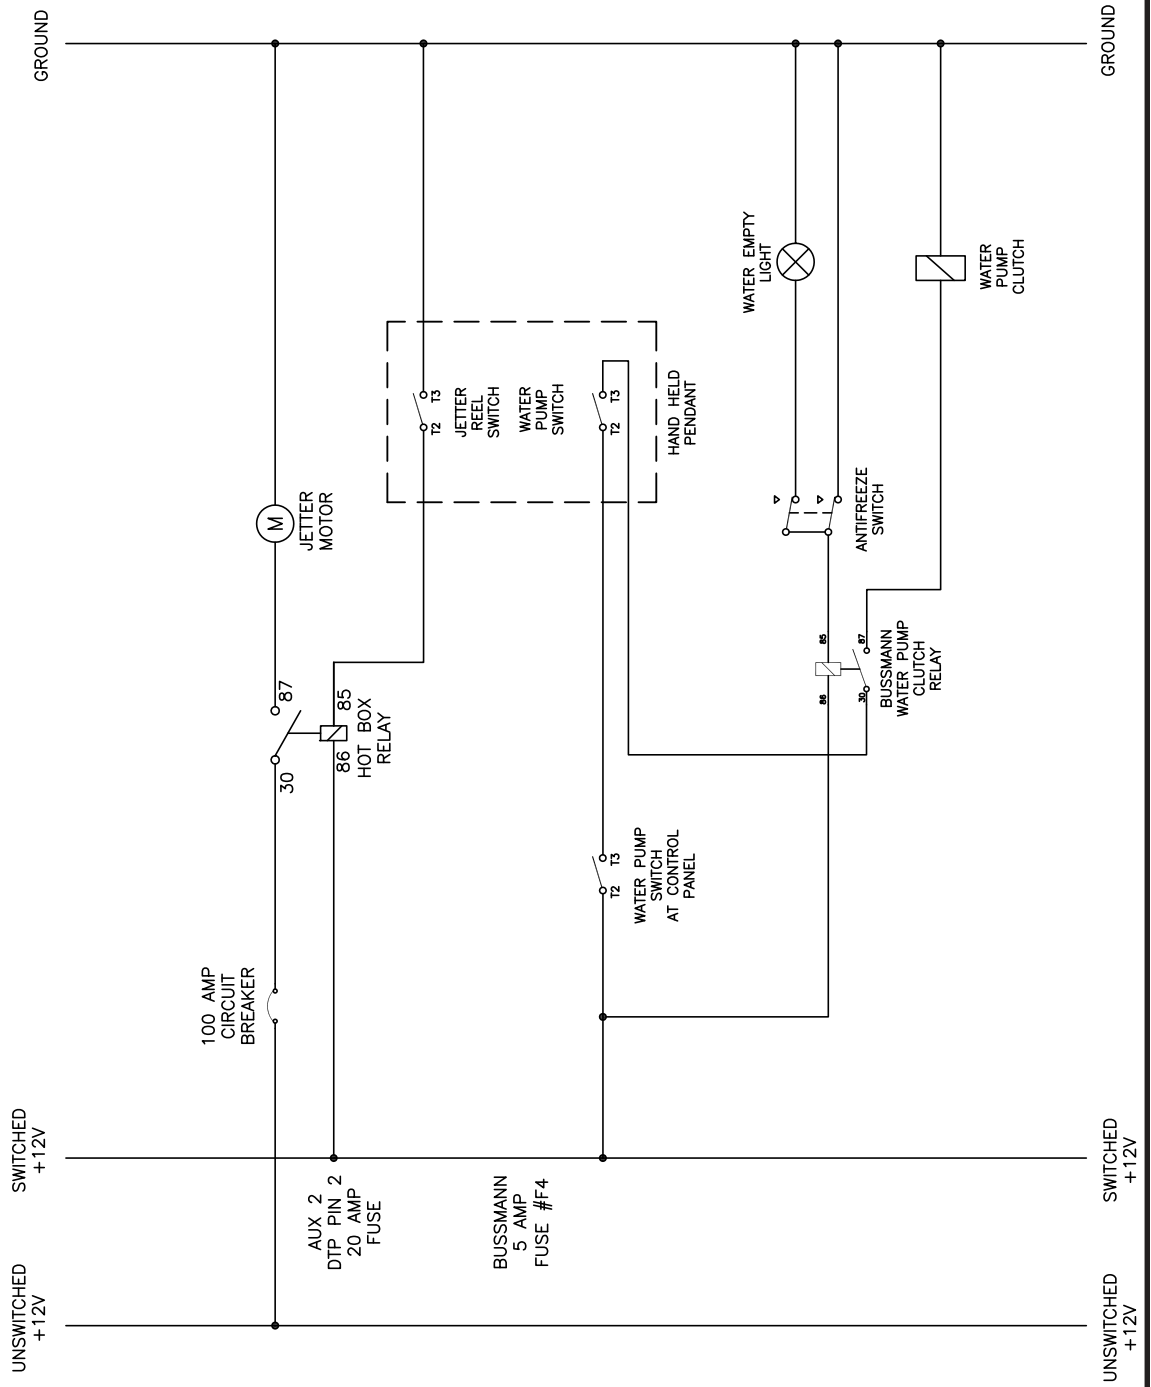 UNSWITCHED
+12V
SWITCHED
+12V
GROUND
100 AMP
CIRCUIT
BREAKER
30
87
JETTER
MOTOR
M
AUX 2
DTP PIN 2
20 AMP
FUSE
86
85
HOT BOX
RELAY
T2
T3
JETTER
REEL
SWITCH
WATER
PUMP
SWITCH
T2
T3
HAND HELD
PENDANT
BUSSMANN
5 AMP
FUSE #F4
T2
T3
WATER PUMP
SWITCH
AT CONTROL
PANEL
WATER EMPTY
LIGHT
86
85
ANTIFREEZE
SWITCH
30
87
BUSSMANN
WATER PUMP
CLUTCH
RELAY
WATER
PUMP
CLUTCH
UNSWITCHED
+12V
SWITCHED
+12V
GROUND